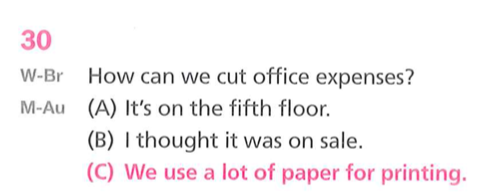 30
W-Br How can we cut office expenses?
M-Au (A) It's on the fifth floor.
(B) I thought it was on sale.
(C) We use a lot of paper for printing.